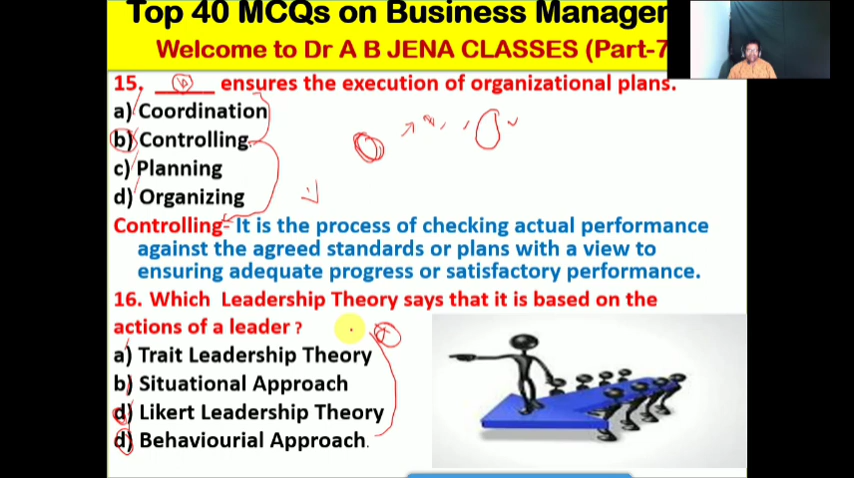 Top 40 MCQs on Business Manager
Welcome to Dr A B JENA CLASSES (Part-7
15. __b__ ensures the execution of organizational plans.
a) Coordination
b) Controlling
c) Planning
d) Organizing
Controlling- It is the process of checking actual performance
against the agreed standards or plans with a view to
ensuring adequate progress or satisfactory performance.
16. Which Leadership Theory says that it is based on the
actions of a leader ?
a) Trait Leadership Theory
b) Situational Approach
d) Likert Leadership Theory
d) Behaviourial Approach.